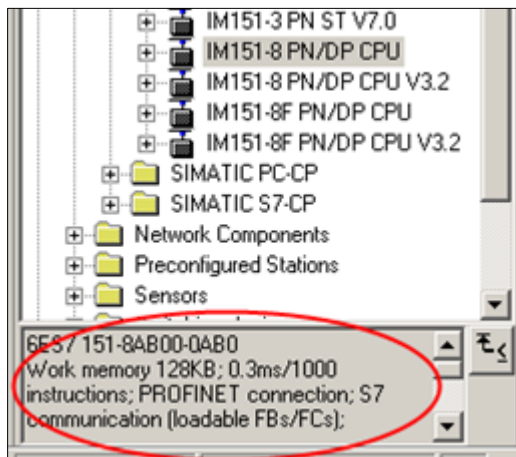 IM151-3 PN ST V7.0
IM151-8 PN/DP CPU
IM151-8 PN/DP CPU V3.2
IM151-8F PN/DP CPU
IM151-8F PN/DP CPU V3.2
SIMATIC PC-CP
SIMATIC S7-CP
Network Components
Preconfigured Stations
Sensors
6ES7 151-8AB00-0AB0
Work memory 128KB; 0.3ms/1000
instructions; PROFINET connection; S7
communication (loadable FBs/FCs);